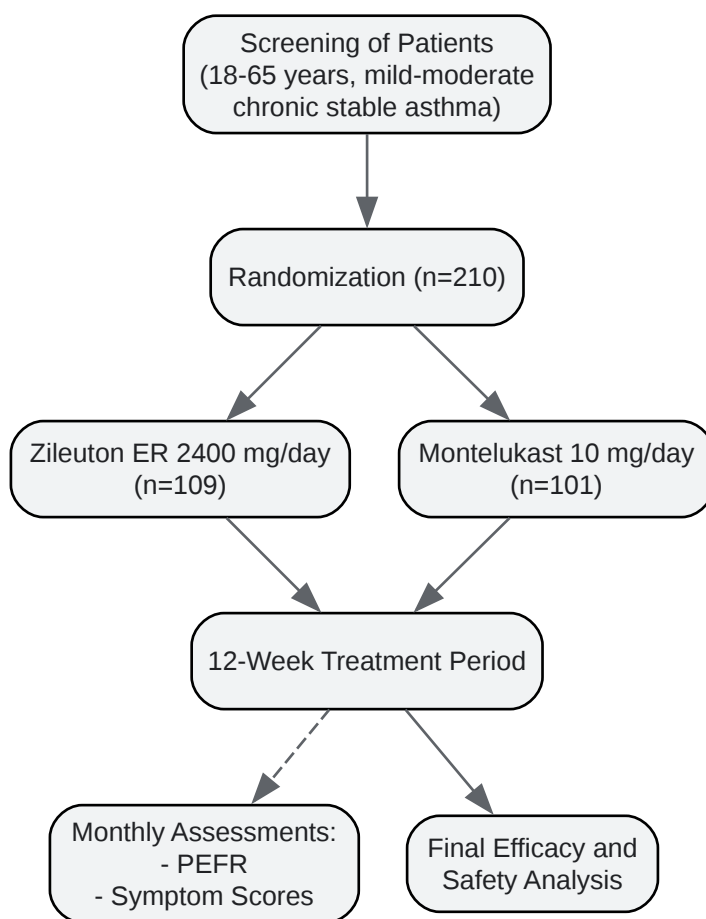 Screening of Patients
(18-65 years, mild-moderate
chronic stable asthma)
Randomization (n=210)
Zileuton ER 2400 mg/day
(n=109)
Montelukast 10 mg/day
(n=101)
12-Week Treatment Period
Monthly Assessments:
- PEFR
- Symptom Scores
Final Efficacy and
Safety Analysis